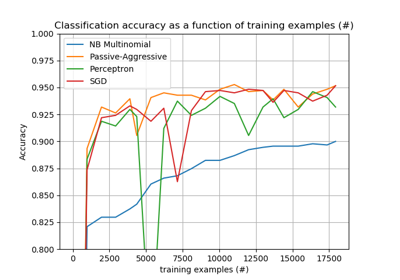 Classification accuracy as a function of training examples (#)
1.000
0.975
0.950
0.925
0.900
0.875
0.850
0.825
0.800
Accuracy
NB Multinomial
Passive-Aggressive
Perceptron
SGD
0 2500 5000 7500 10000 12500 15000 17500
training examples (#)